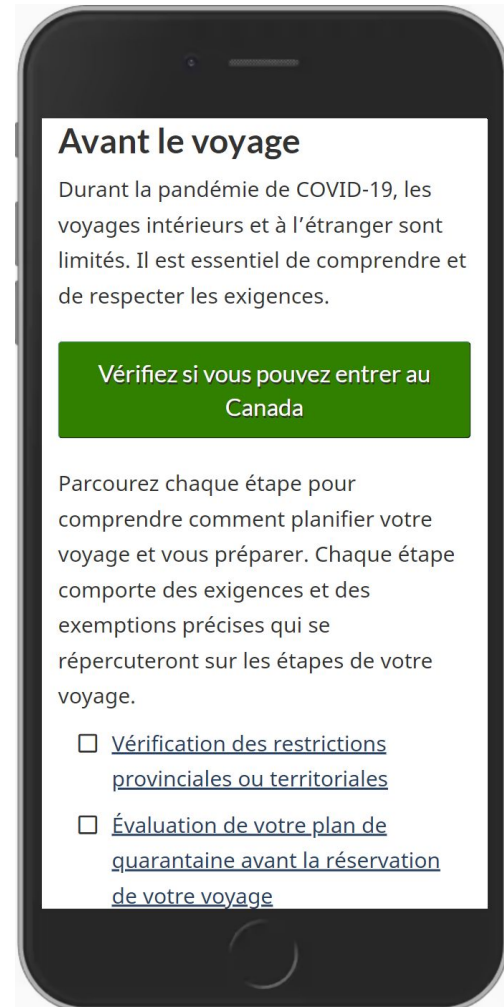 Avant le voyage
Durant la pandémie de COVID-19, les
voyages intérieurs et à l’étranger sont
limités. Il est essentiel de comprendre et
de respecter les exigences.
Vérifiez si vous pouvez entrer au
Canada
Parcourez chaque étape pour
comprendre comment planifier votre
voyage et vous préparer. Chaque étape
comporte des exigences et des
exemptions précises qui se
répercuteront sur les étapes de votre
voyage.
Vérification des restrictions
provinciales ou territoriales
Évaluation de votre plan de
quarantaine avant la réservation
de votre voyage